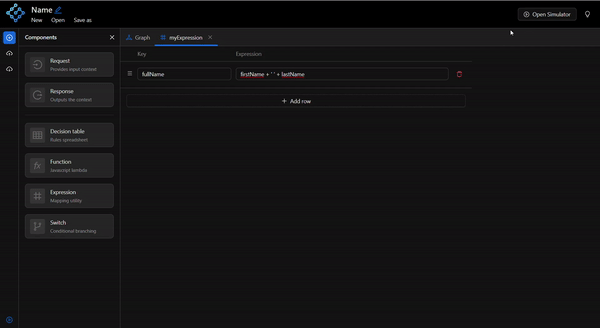 Name
New Open Save as
Open Simulator
Components
Graph
myExpression
Key
Expression
Request
Provides input context
fullName
firstName + ' ' + lastName
Response
Outputs the context
Add row
Decision table
Rules spreadsheet
Function
Javascript lambda
Expression
Mapping utility
Switch
Conditional branching